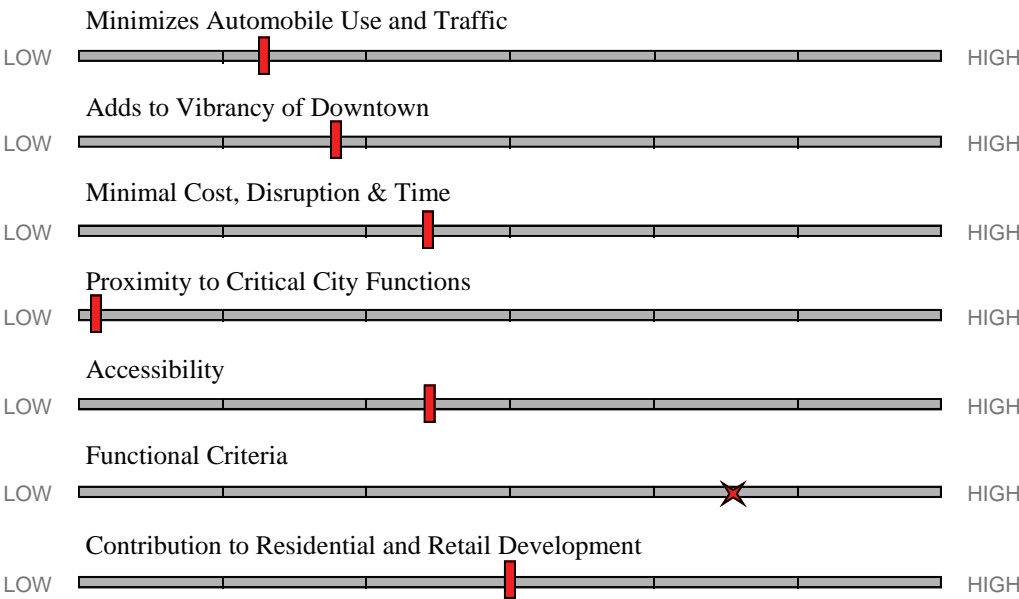 Minimizes Automobile Use and Traffic
LOW HIGH
Adds to Vibrancy of Downtown
LOW HIGH
Minimal Cost, Disruption & Time
LOW HIGH
Proximity to Critical City Functions
LOW HIGH
Accessibility
LOW HIGH
Functional Criteria
LOW HIGH
Contribution to Residential and Retail Development
LOW HIGH